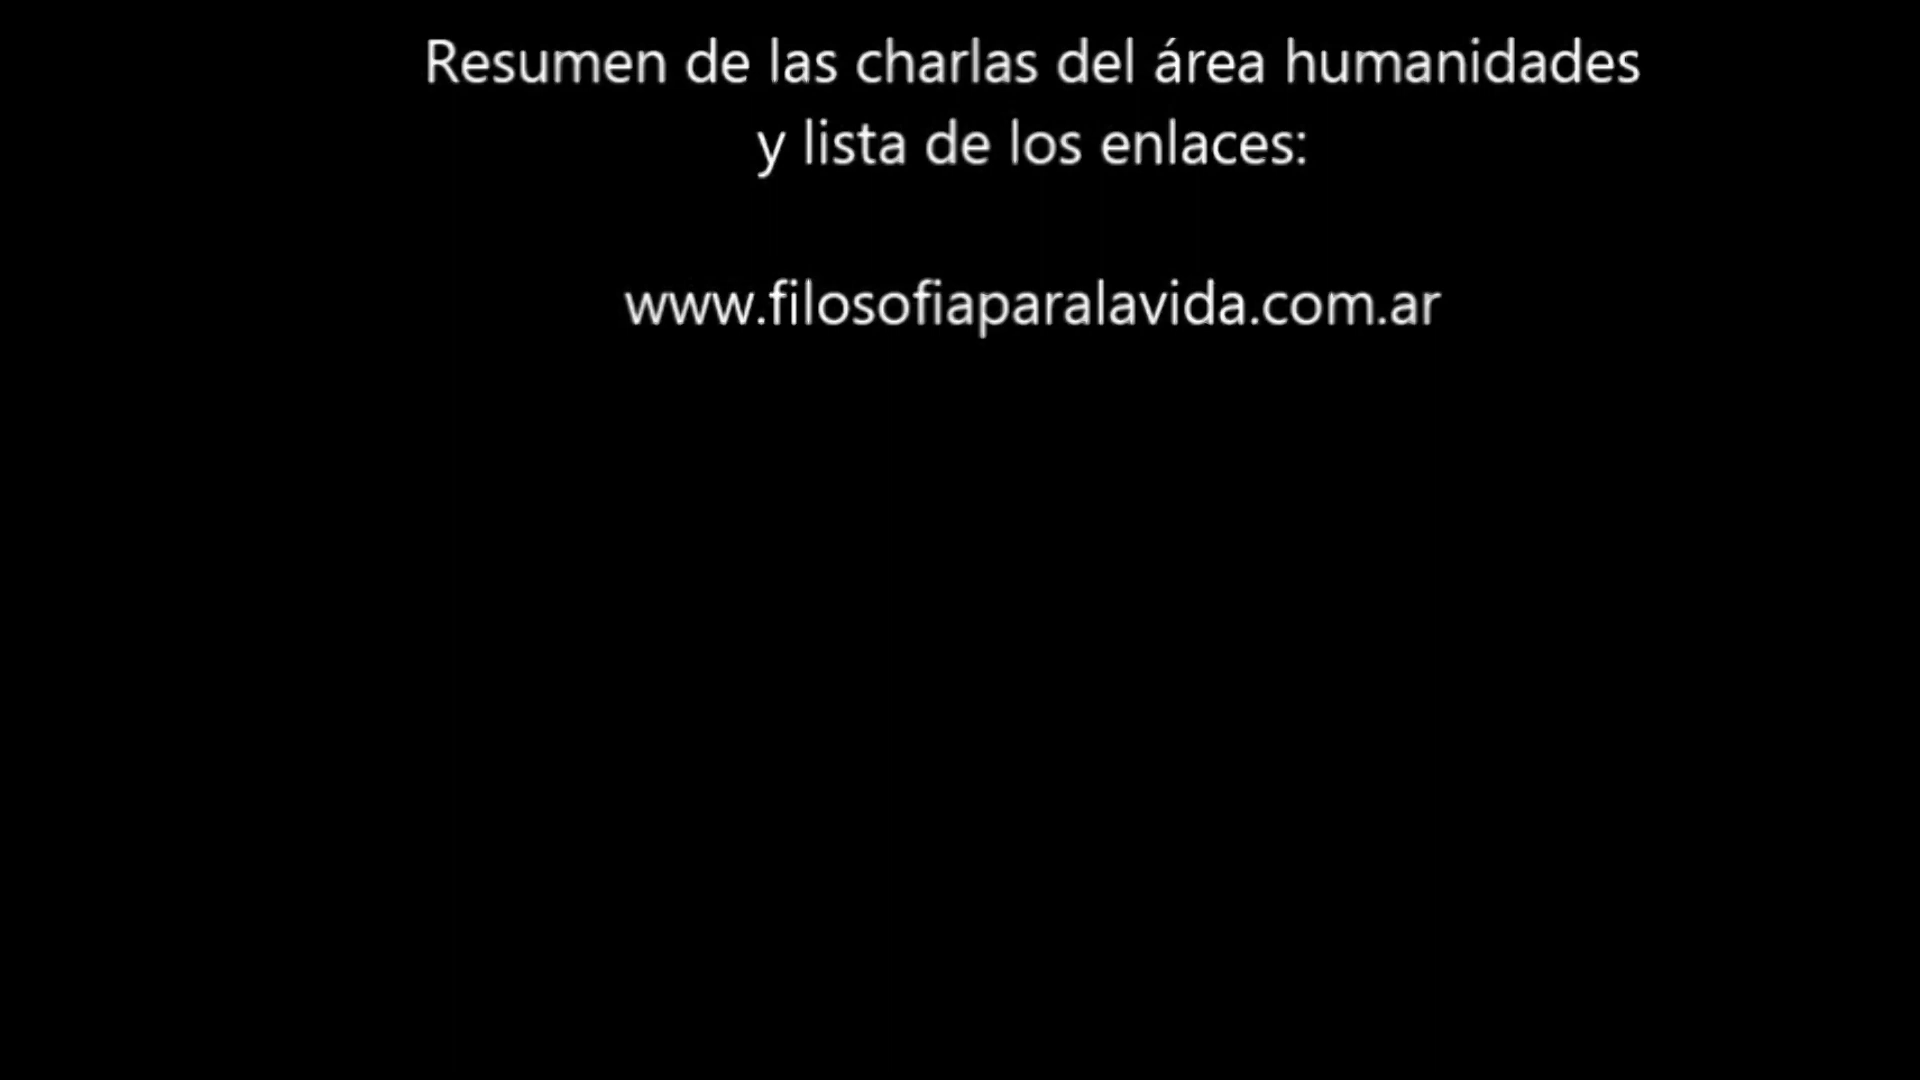 Resumen de las charlas del área humanidades
y lista de los enlaces:
www.filosofiaparalavida.com.ar